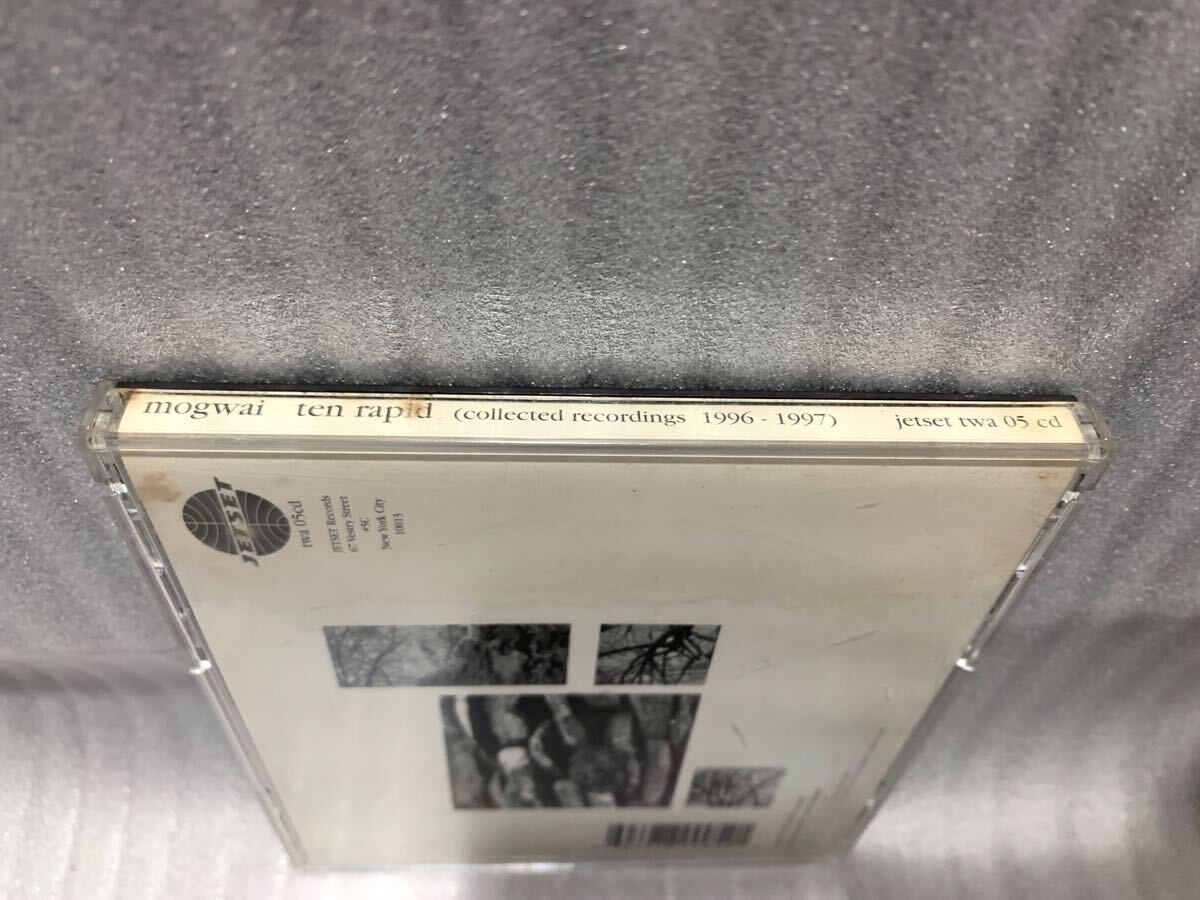 mogwai ten rapid (collected recordings 1996 - 1997) jetset twa 05 cd
JETSET
twa 05cd
JETSET Records
67 Vestry Street
#5C
New York City
10013